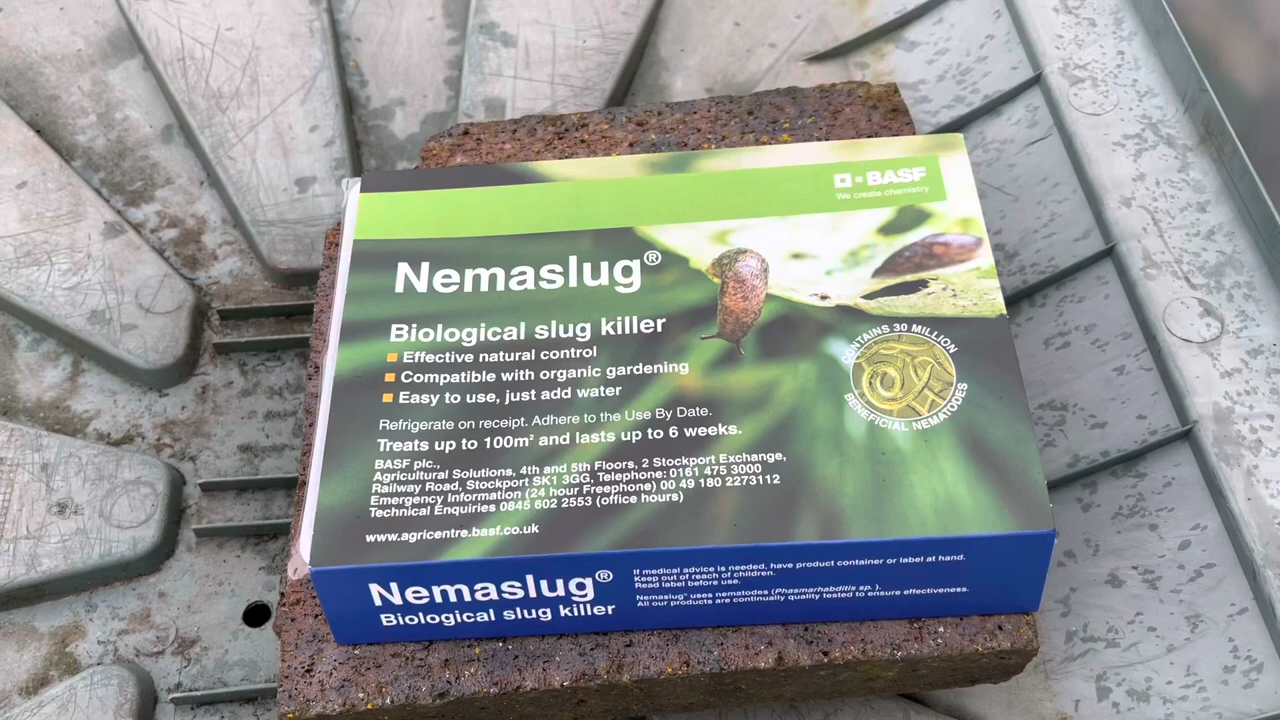 BASF
We create chemistry
Nemaslug®
Biological slug killer
Effective natural control
Compatible with organic gardening
Easy to use, just add water
Refrigerate on receipt. Adhere to the Use By Date.
Treats up to 100m² and lasts up to 6 weeks.
BASF plc.,
Agricultural Solutions, 4th and 5th Floors, 2 Stockport Exchange,
Railway Road, Stockport SK1 3GG, Telephone: 0161 475 3000
Emergency Information (24 hour Freephone) 00 49 180 2273112
Technical Enquiries 0845 602 2553 (office hours)
www.agricentre.basf.co.uk
CONTAINS 30 MILLION
BENEFICIAL NEMATODES
Nemaslug®
Biological slug killer
If medical advice is needed, have product container or label at hand.
Keep out of reach of children.
Read label before use.
Nemaslug® uses nematodes (Phasmarhabditis sp. ).
All our products are continually quality tested to ensure effectiveness.